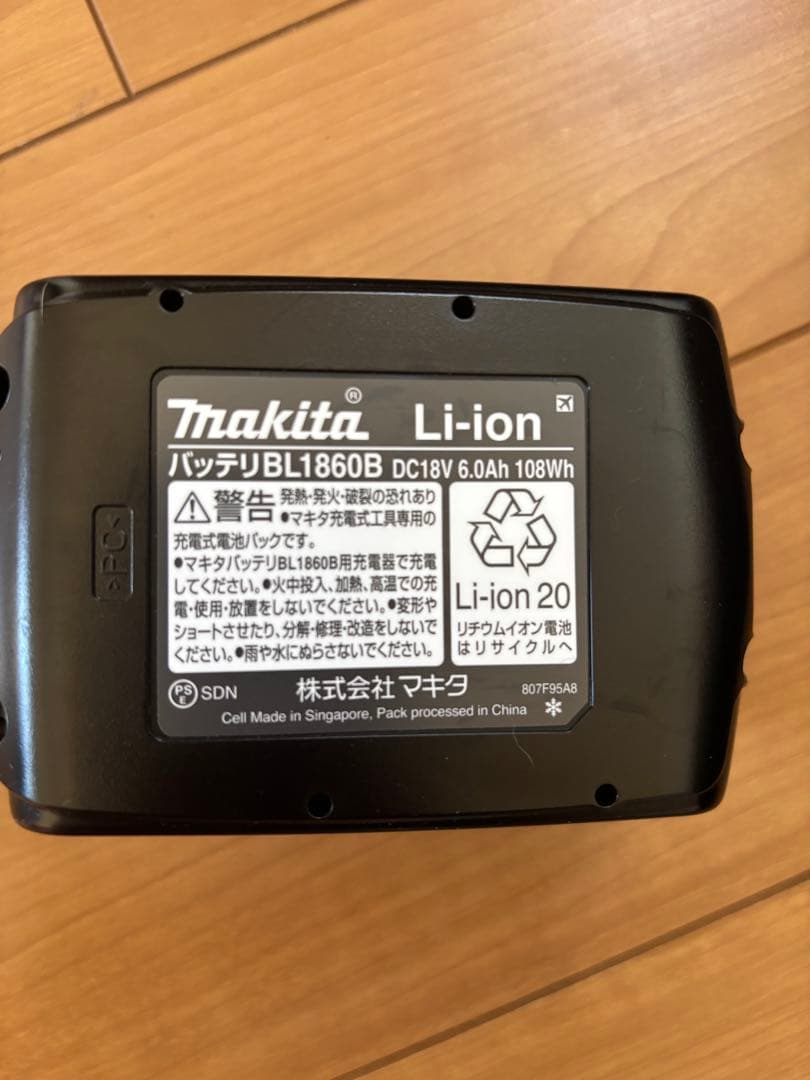 makita® Li-ion
バッテリBL1860B DC18V 6.0Ah 108Wh
⚠警告 発熱・発火・破裂の恐れあり
●マキタ充電式工具専用の
充電式電池パックです。
●マキタバッテリBL1860B用充電器で充電
してください。●火中投入、加熱、高温での充
電・使用・放置をしないでください。●変形や
ショートさせたり、分解・修理・改造をしないで
ください。●雨や水にぬらさないでください。
Li-ion 20
リチウムイオン電池
はリサイクルへ
PSE SDN 株式会社マキタ 807F95A8
Cell Made in Singapore, Pack processed in China
>PC<